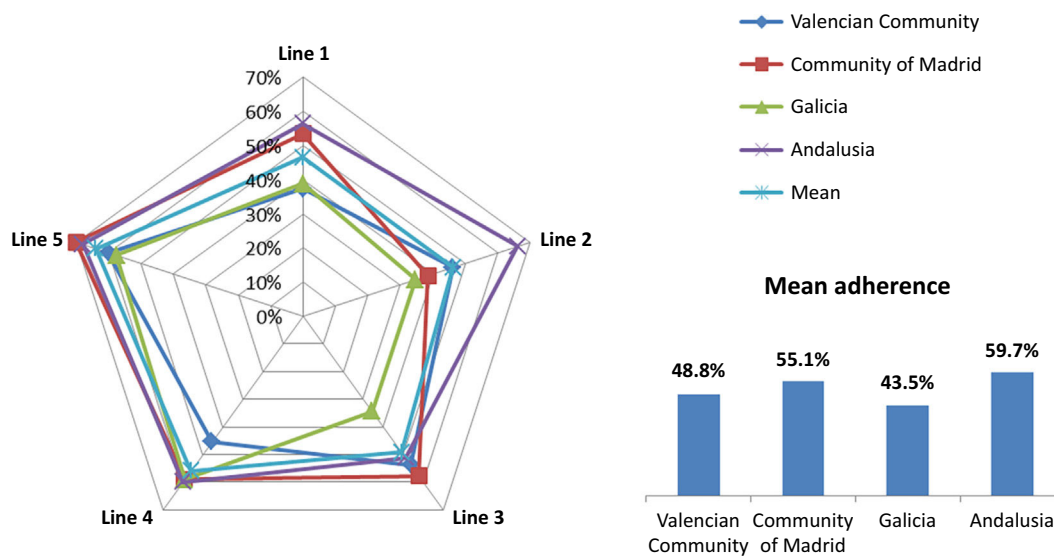 Line 1
70%
60%
50%
40%
30%
20%
10%
0%
Line 2
Line 3
Line 4
Line 5
Valencian Community
Community of Madrid
Galicia
Andalusia
Mean
Mean adherence
48.8%
55.1%
43.5%
59.7%
Valencian
Community
Community
of Madrid
Galicia
Andalusia